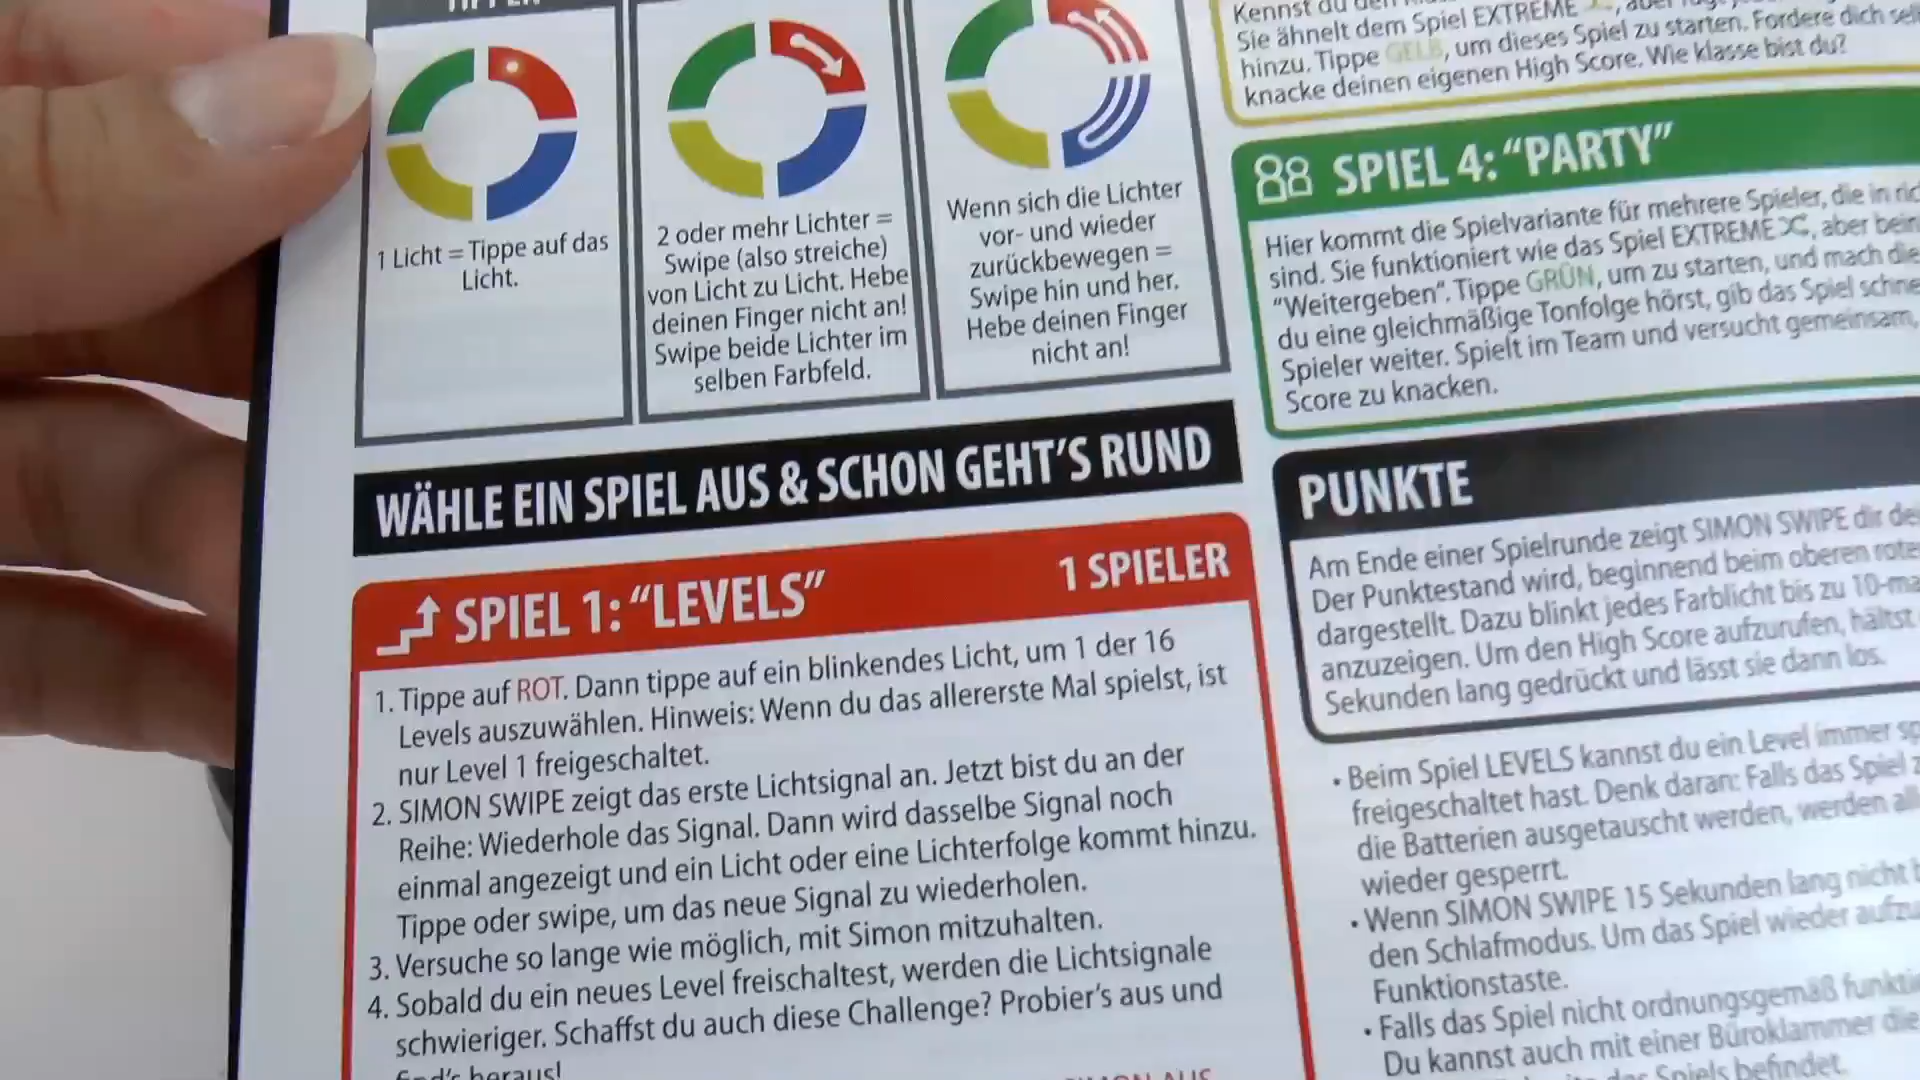 1 Licht = Tippe auf das
Licht.
2 oder mehr Lichter =
Swipe (also streiche)
von Licht zu Licht. Hebe
deinen Finger nicht an!
Swipe beide Lichter im
selben Farbfeld.
Wenn sich die Lichter
vor- und wieder
zurückbewegen =
Swipe hin und her.
Hebe deinen Finger
nicht an!
WÄHLE EIN SPIEL AUS & SCHON GEHT'S RUND
SPIEL 1: "LEVELS" 1 SPIELER
1. Tippe auf ROT. Dann tippe auf ein blinkendes Licht, um 1 der 16
Levels auszuwählen. Hinweis: Wenn du das allererste Mal spielst, ist
nur Level 1 freigeschaltet.
2. SIMON SWIPE zeigt das erste Lichtsignal an. Jetzt bist du an der
Reihe: Wiederhole das Signal. Dann wird dasselbe Signal noch
einmal angezeigt und ein Licht oder eine Lichterfolge kommt hinzu.
Tippe oder swipe, um das neue Signal zu wiederholen.
3. Versuche so lange wie möglich, mit Simon mitzuhalten.
4. Sobald du ein neues Level freischaltest, werden die Lichtsignale
schwieriger. Schaffst du auch diese Challenge? Probier's aus und
find's heraus!
Kennst du den
Sie ähnelt dem Spiel EXTREME , aber
hinzu. Tippe GELB, um dieses Spiel zu starten. Fordere dich
knacke deinen eigenen High Score. Wie klasse bist du?
SPIEL 4: "PARTY"
Hier kommt die Spielvariante für mehrere Spieler, die in
sind. Sie funktioniert wie das Spiel EXTREME , aber
"Weitergeben". Tippe GRÜN, um zu starten, und mach
du eine gleichmäßige Tonfolge hörst, gib das Spiel
Spieler weiter. Spielt im Team und versucht gemeinsam,
Score zu knacken.
PUNKTE
Am Ende einer Spielrunde zeigt SIMON SWIPE dir
Der Punktestand wird, beginnend beim oberen
dargestellt. Dazu blinkt jedes Farblicht bis zu
anzuzeigen. Um den High Score aufzurufen, hältst
Sekunden lang gedrückt und lässt sie dann los.
• Beim Spiel LEVELS kannst du ein Level immer
freigeschaltet hast. Denk daran: Falls das Spiel
die Batterien ausgetauscht werden, werden
wieder gesperrt.
• Wenn SIMON SWIPE 15 Sekunden lang nicht
den Schlafmodus. Um das Spiel wieder
Funktionstaste.
• Falls das Spiel nicht ordnungsgemäß
Du kannst auch mit einer Büroklammer die
des Spiels befindet.